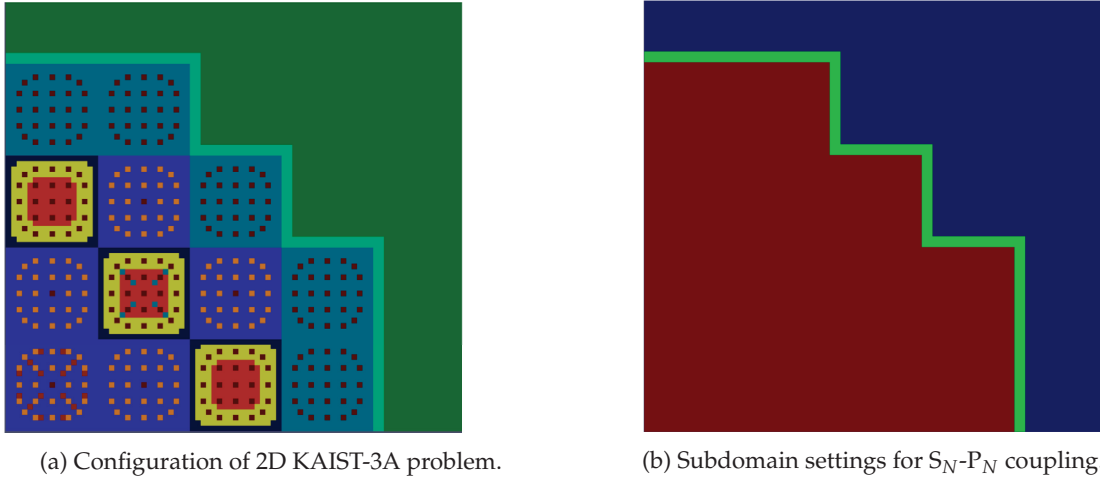 (a) Configuration of 2D KAIST-3A problem.
(b) Subdomain settings for S_N-P_N coupling